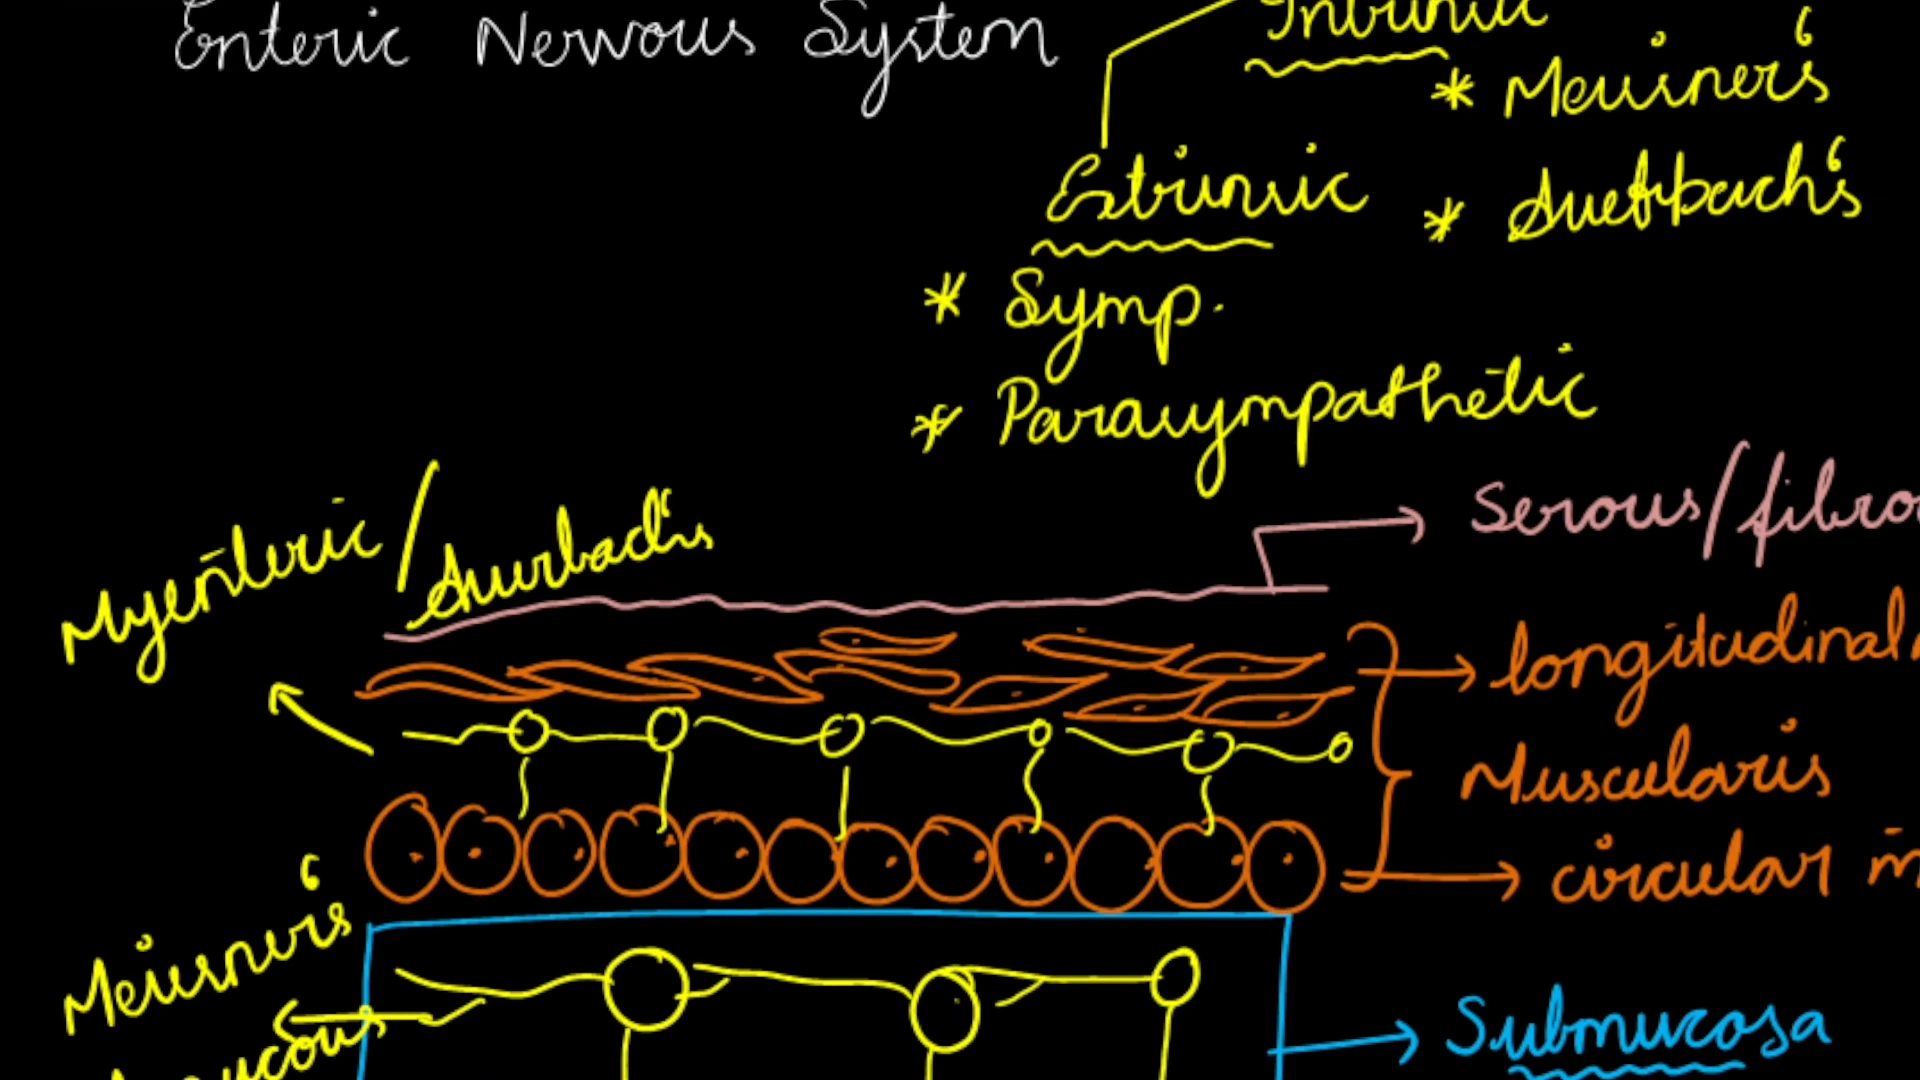 Enteric Nervous System
Intrinsic
* Meissner's
Extrinsic
* Auerbach's
* Symp.
* Parasympathetic
Myenteric/Auerbach's
Serous/fibro
longitudinal
Muscularis
circular m
Meissner's
Submucosa